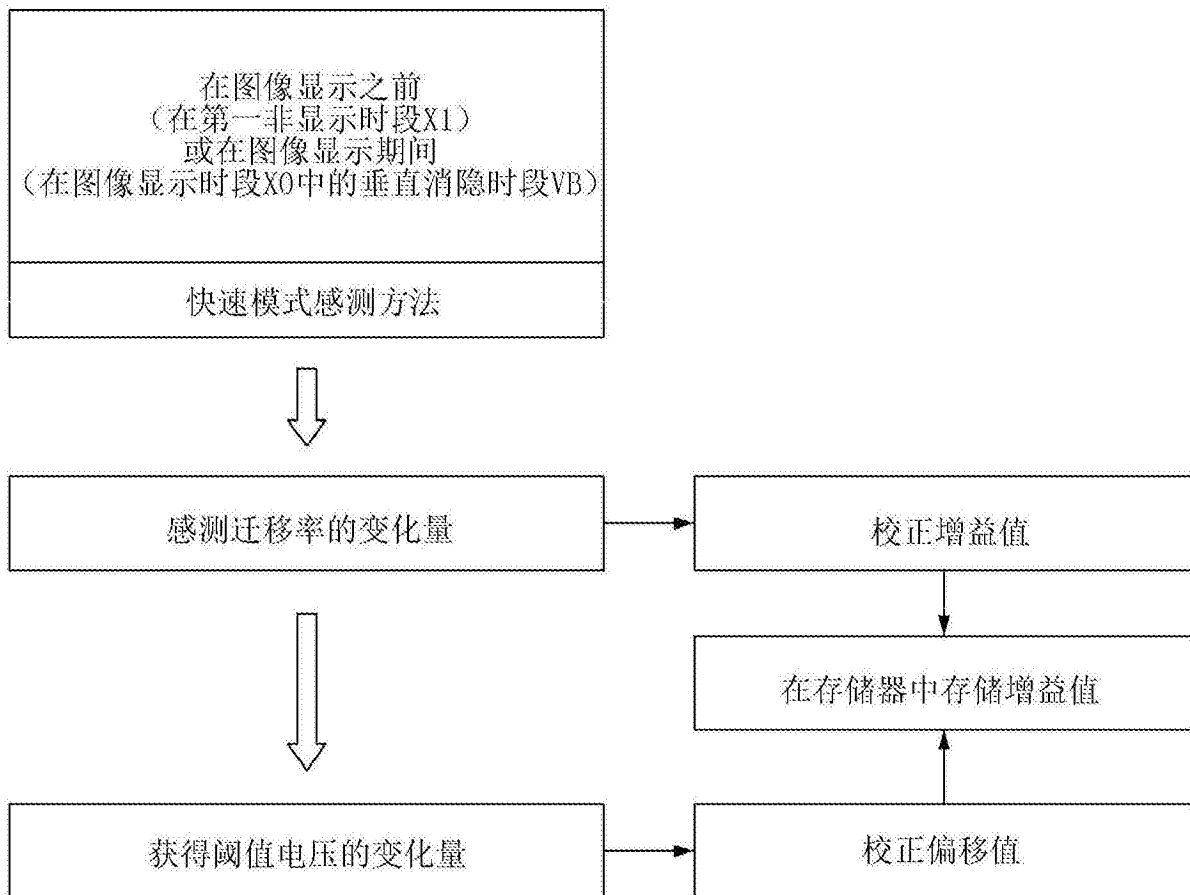 在图像显示之前
（在第一非显示时段X1）
或在图像显示期间
（在图像显示时段X0中的垂直消隐时段VB）
快速模式感测方法
感测迁移率的变化量
校正增益值
在存储器中存储增益值
获得阈值电压的变化量
校正偏移值